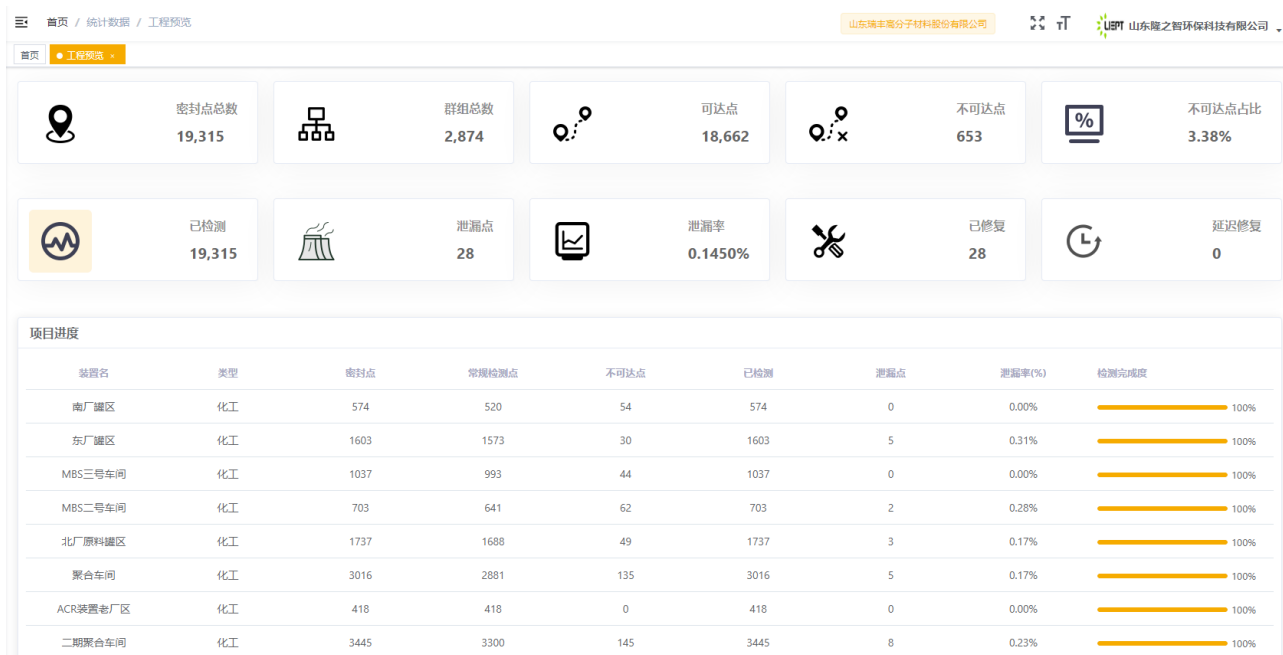 首页 / 统计数据 / 工程预览 山东瑞丰高分子材料股份有限公司 山东隆之智环保科技有限公司
首页 工程预览 ×
密封点总数 群组总数 可达点 不可达点 不可达点占比
19,315 2,874 18,662 653 3.38%
已检测 泄漏点 泄漏率 已修复 延迟修复
19,315 28 0.1450% 28 0
项目进度
装置名 类型 密封点 常规检测点 不可达点 已检测 泄漏点 泄漏率(%) 检测完成度
南厂罐区 化工 574 520 54 574 0 0.00% 100%
东厂罐区 化工 1603 1573 30 1603 5 0.31% 100%
MBS三号车间 化工 1037 993 44 1037 0 0.00% 100%
MBS二号车间 化工 703 641 62 703 2 0.28% 100%
北厂原料罐区 化工 1737 1688 49 1737 3 0.17% 100%
聚合车间 化工 3016 2881 135 3016 5 0.17% 100%
ACR装置老厂区 化工 418 418 0 418 0 0.00% 100%
二期聚合车间 化工 3445 3300 145 3445 8 0.23% 100%